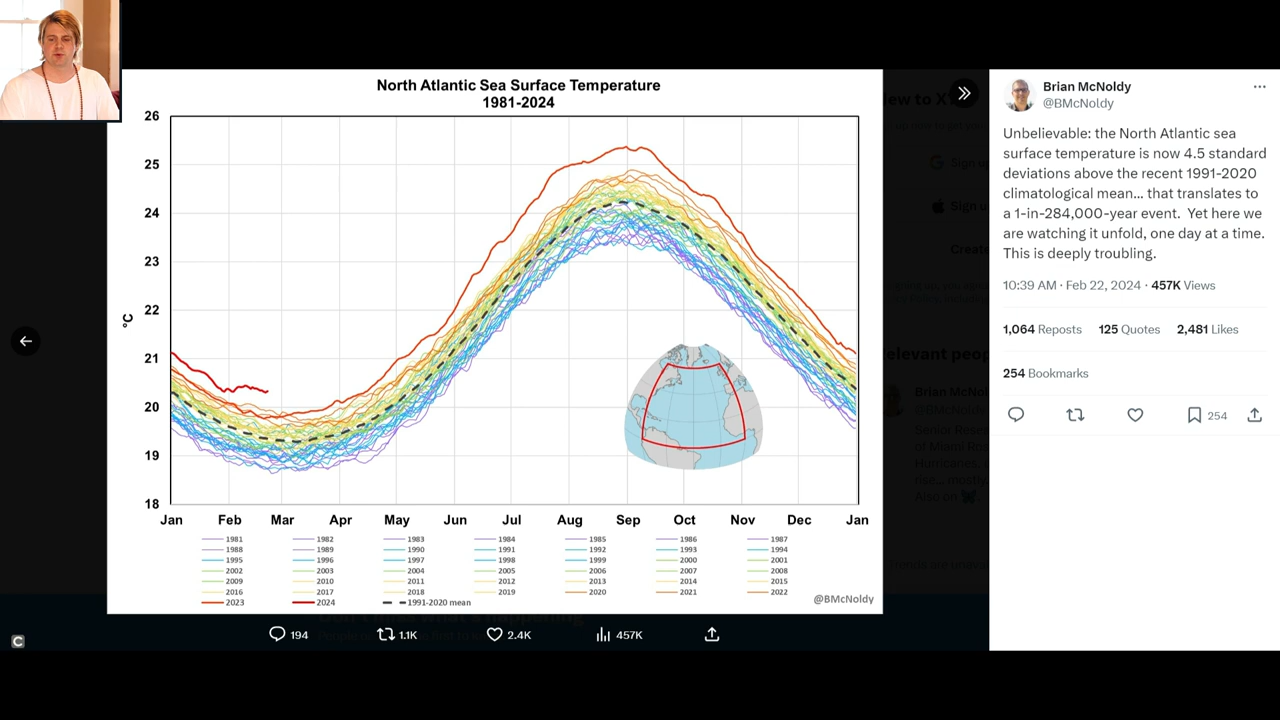 North Atlantic Sea Surface Temperature
1981-2024
26
25
24
23
22
21
20
19
18
°C
Jan Feb Mar Apr May Jun Jul Aug Sep Oct Nov Dec Jan
1981 1982 1983 1984 1985 1986 1987
1988 1989 1990 1991 1992 1993 1994
1995 1996 1997 1998 1999 2000 2001
2002 2003 2004 2005 2006 2007 2008
2009 2010 2011 2012 2013 2014 2015
2016 2017 2018 2019 2020 2021 2022
2023 2024 1991-2020 mean
@BMcNoldy
194 1.1K 2.4K 457K
Brian McNoldy
@BMcNoldy
Unbelievable: the North Atlantic sea
surface temperature is now 4.5 standard
deviations above the recent 1991-2020
climatological mean... that translates to
a 1-in-284,000-year event. Yet here we
are watching it unfold, one day at a time.
This is deeply troubling.
10:39 AM · Feb 22, 2024 · 457K Views
1,064 Reposts 125 Quotes 2,481 Likes
254 Bookmarks
254